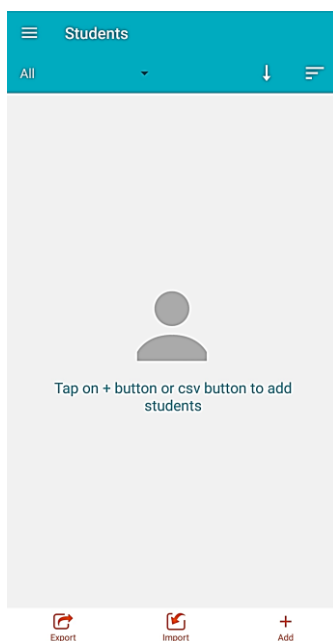 Students
All
Tap on + button or csv button to add
students
Export Import Add